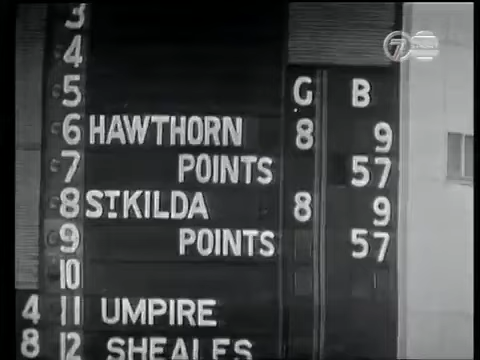 3
4
5 G B
6 HAWTHORN 8 9
7 POINTS 57
8 ST KILDA 8 9
9 POINTS 57
10
4 11 UMPIRE
8 12 SHEALES
7